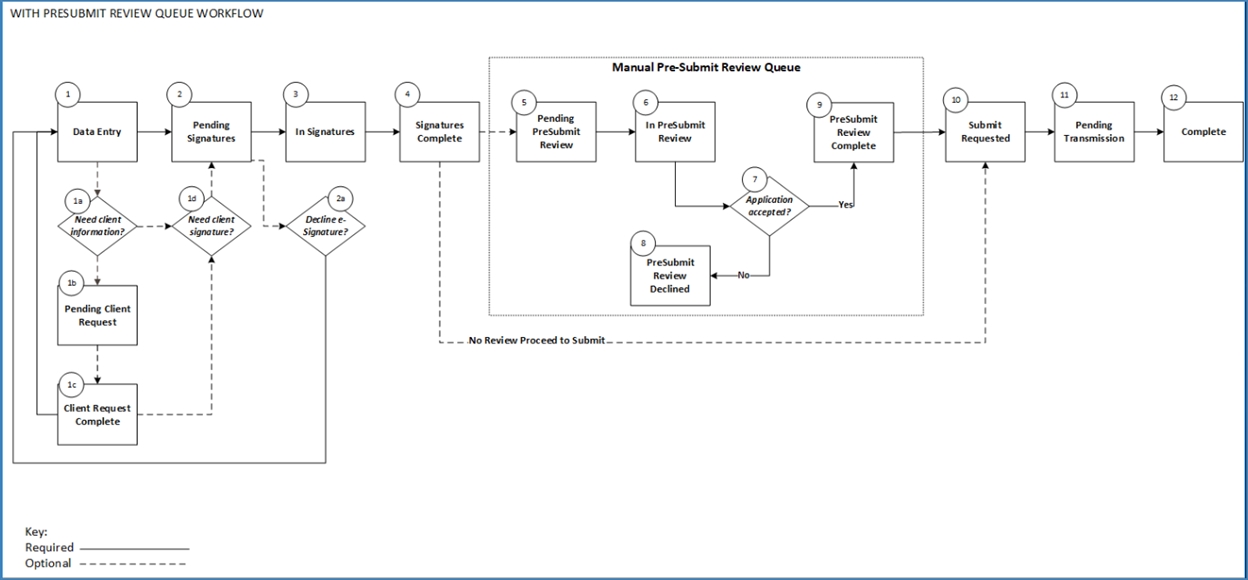 WITH PRESUBMIT REVIEW QUEUE WORKFLOW
Manual Pre-Submit Review Queue
1
Data Entry
2
Pending
Signatures
3
In Signatures
4
Signatures
Complete
5
Pending
PreSubmit
Review
6
In PreSubmit
Review
9
PreSubmit
Review
Complete
10
Submit
Requested
11
Pending
Transmission
12
Complete
1a
Need client
information?
1d
Need client
signature?
2a
Decline e-
Signature?
7
Application
accepted?
Yes
8
PreSubmit
Review
Declined
No
1b
Pending Client
Request
No Review Proceed to Submit
1c
Client Request
Complete
Key:
Required
Optional